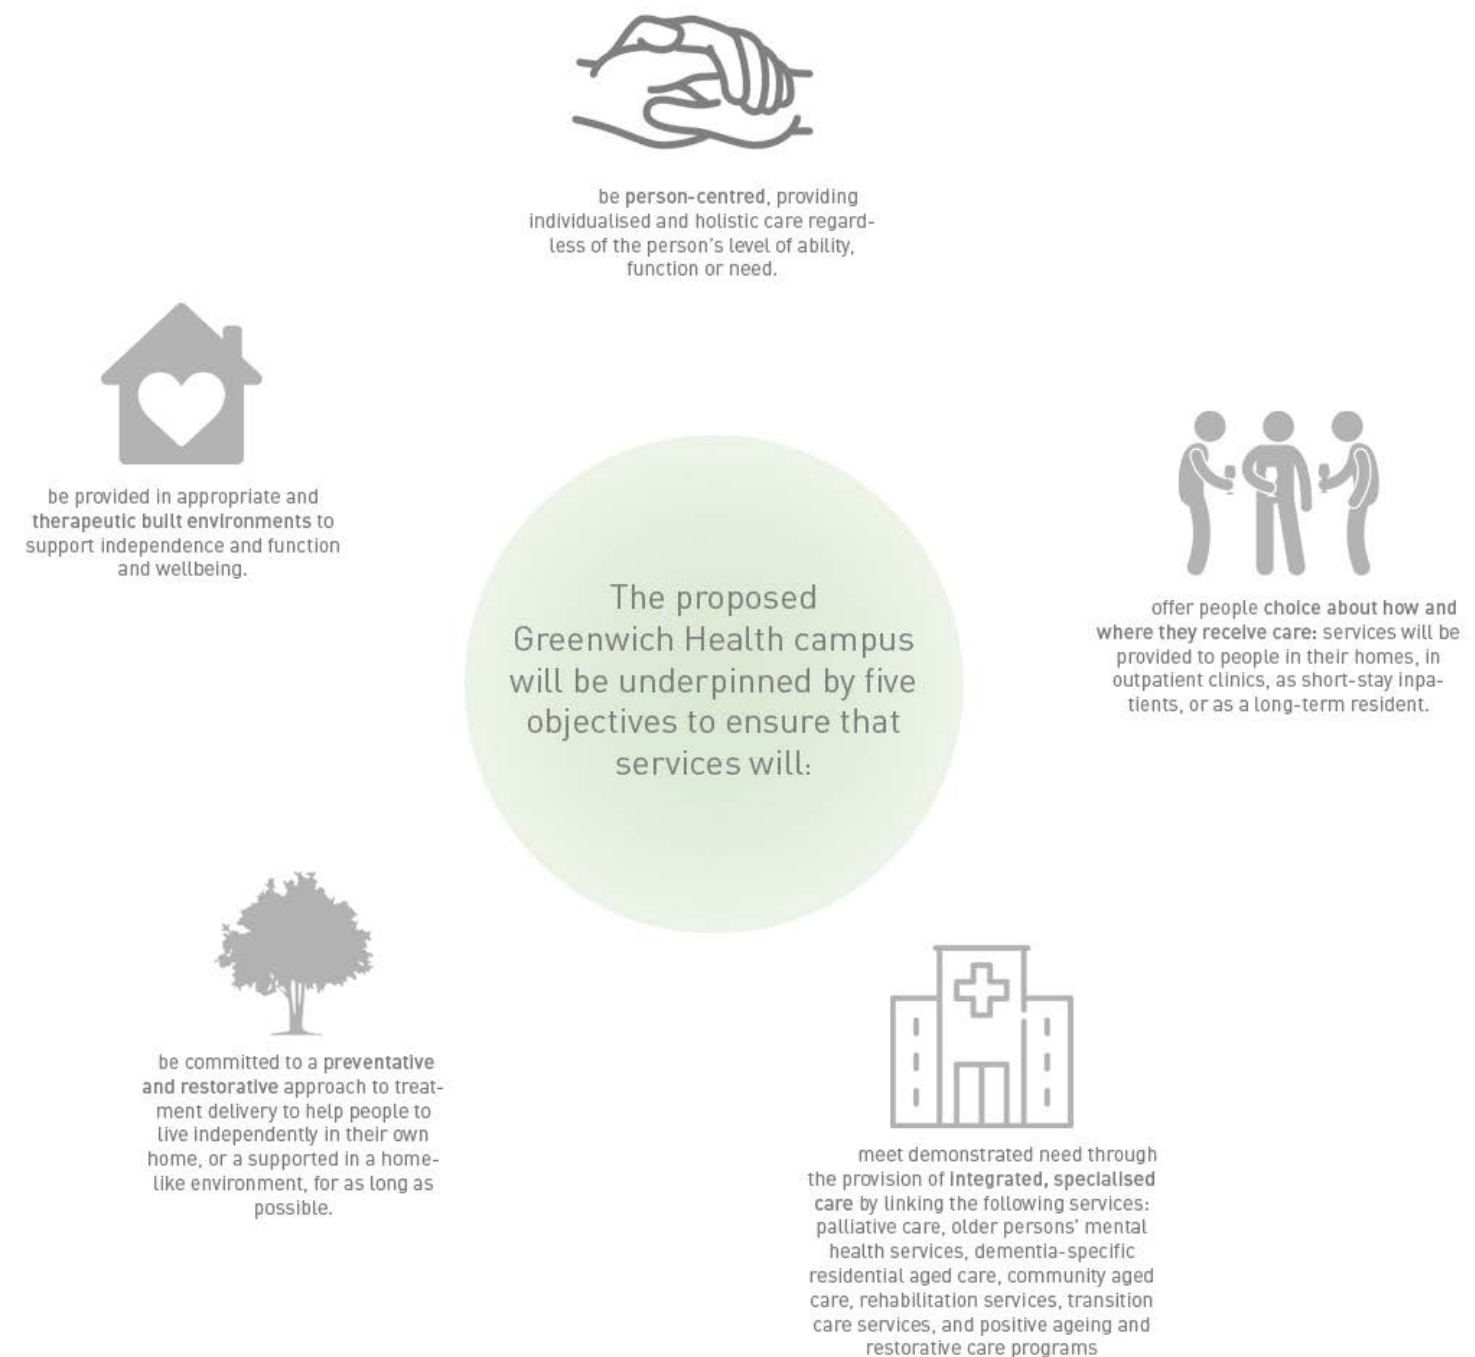 be person-centred, providing
individualised and holistic care regard-
less of the person's level of ability,
function or need.
be provided in appropriate and
therapeutic built environments to
support independence and function
and wellbeing.
The proposed
Greenwich Health campus
will be underpinned by five
objectives to ensure that
services will:
offer people choice about how and
where they receive care: services will be
provided to people in their homes, in
outpatient clinics, as short-stay inpa-
tients, or as a long-term resident.
be committed to a preventative
and restorative approach to treat-
ment delivery to help people to
live independently in their own
home, or a supported in a home-
like environment, for as long as
possible.
meet demonstrated need through
the provision of integrated, specialised
care by linking the following services:
palliative care, older persons' mental
health services, dementia-specific
residential aged care, community aged
care, rehabilitation services, transition
care services, and positive ageing and
restorative care programs